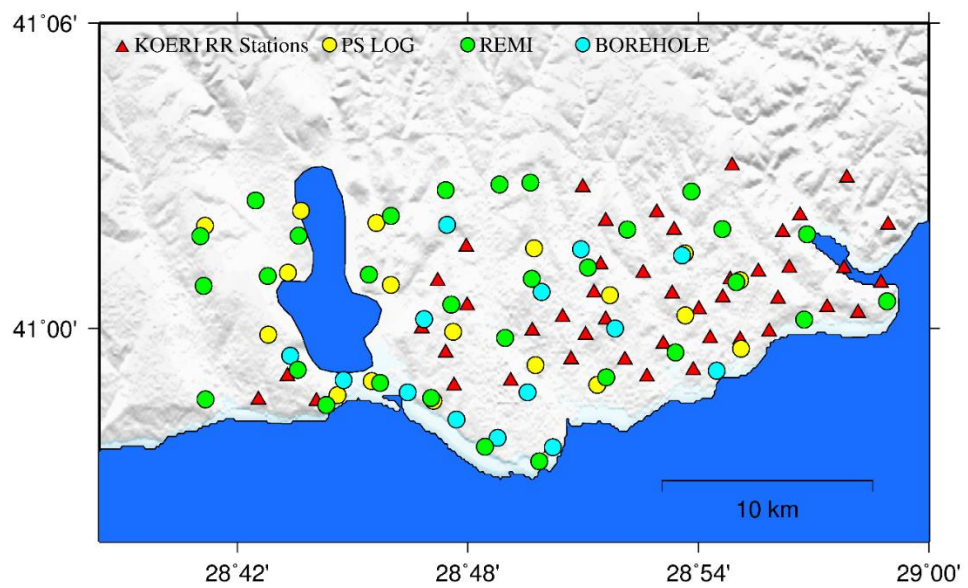 41˚06'
KOERI RR Stations PS LOG REMI BOREHOLE
41˚00'
10 km
28˚42' 28˚48' 28˚54' 29˚00'